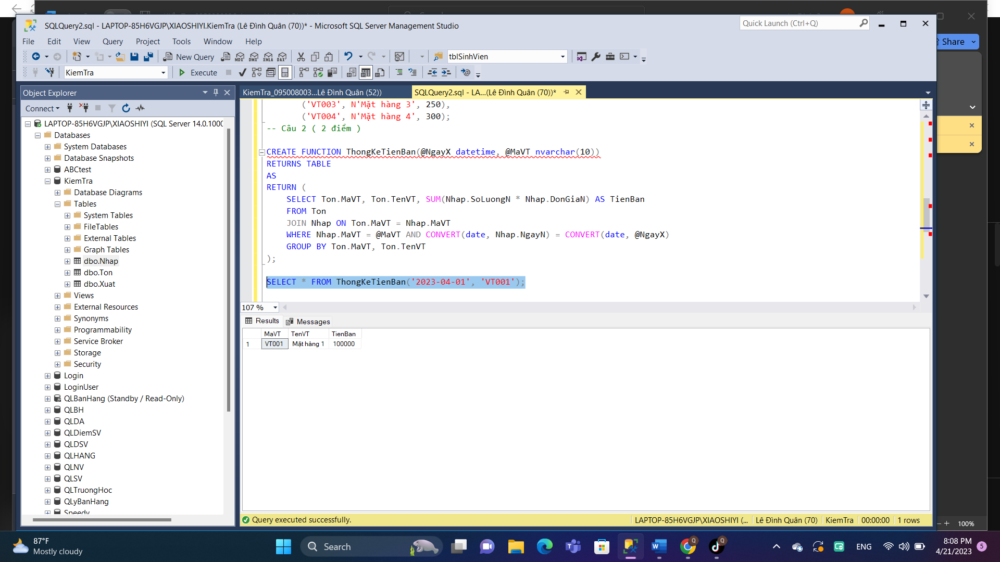 SQLQuery2.sql - LAPTOP-85H6VGJP\XIAOSHIYI.KiemTra (Lê Đình Quân (70))* - Microsoft SQL Server Management Studio
Quick Launch (Ctrl+Q)
File Edit View Query Project Tools Window Help
Share
New Query
MDX DMX XMLA DAX
tblSinhVien
KiemTra
Execute
Object Explorer
Connect
LAPTOP-85H6VGJP\XIAOSHIYI (SQL Server 14.0.1000
Databases
System Databases
Database Snapshots
ABCtest
KiemTra
Database Diagrams
Tables
System Tables
FileTables
External Tables
Graph Tables
dbo.Nhap
dbo.Ton
dbo.Xuat
Views
External Resources
Synonyms
Programmability
Service Broker
Storage
Security
Login
LoginUser
QLBanHang (Standby / Read-Only)
QLBH
QLDA
QLDiemSV
QLDSV
QLHANG
QLNV
QLSV
QLTruongHoc
QLyBanHang
Speedy
KiemTra_095008003...Lê Đình Quân (52))
SQLQuery2.sql - LA...(Lê Đình Quân (70))*
('VT003', N'Mặt hàng 3', 250),
('VT004', N'Mặt hàng 4', 300);
-- Câu 2 ( 2 điểm )
CREATE FUNCTION ThongKeTienBan(@NgayX datetime, @MaVT nvarchar(10))
RETURNS TABLE
AS
RETURN (
SELECT Ton.MaVT, Ton.TenVT, SUM(Nhap.SoLuongN * Nhap.DonGiaN) AS TienBan
FROM Ton
JOIN Nhap ON Ton.MaVT = Nhap.MaVT
WHERE Nhap.MaVT = @MaVT AND CONVERT(date, Nhap.NgayN) = CONVERT(date, @NgayX)
GROUP BY Ton.MaVT, Ton.TenVT
);
SELECT * FROM ThongKeTienBan('2023-04-01', 'VT001');
107 %
Results Messages
MaVT TenVT TienBan
1 VT001 Mặt hàng 1 100000
Query executed successfully.
LAPTOP-85H6VGJP\XIAOSHIYI (... Lê Đình Quân (70) KiemTra 00:00:00 1 rows
100%
87°F
Mostly cloudy
Search
ENG
8:08 PM
4/21/2023
5